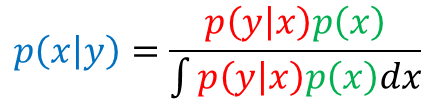 p(x|y) = p(y|x)p(x) / ∫ p(y|x)p(x)dx